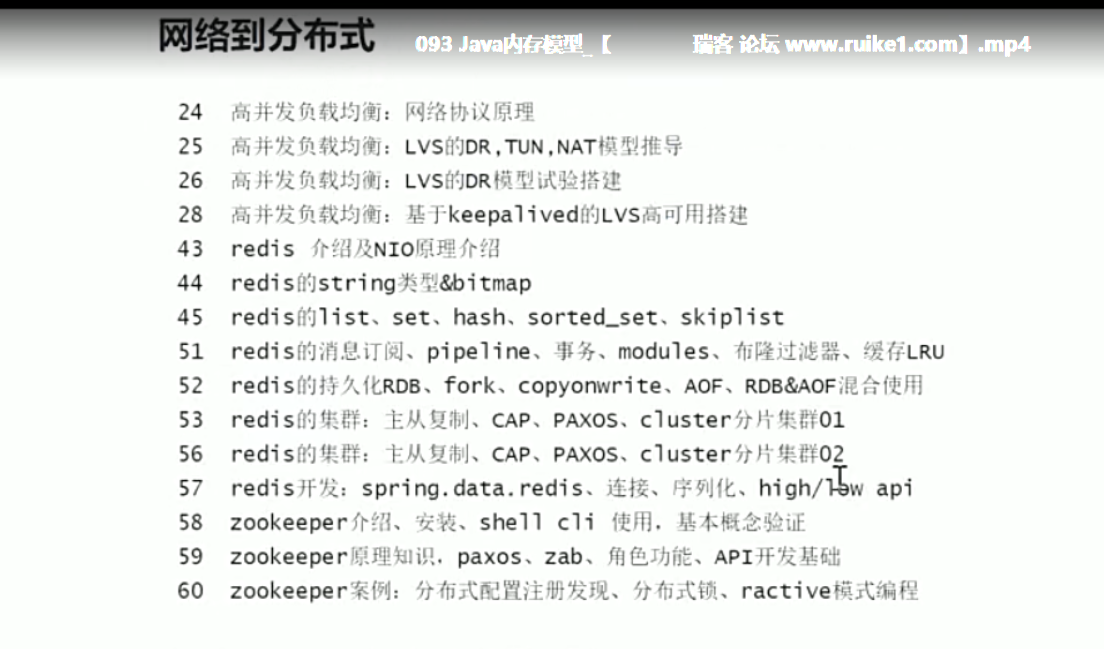 网络到分布式
093 Java内存模型_【 瑞客 论坛 www.ruike1.com】.mp4
24 高并发负载均衡：网络协议原理
25 高并发负载均衡：LVS的DR,TUN,NAT模型推导
26 高并发负载均衡：LVS的DR模型试验搭建
28 高并发负载均衡：基于keepalived的LVS高可用搭建
43 redis 介绍及NIO原理介绍
44 redis的string类型&bitmap
45 redis的list、set、hash、sorted_set、skiplist
51 redis的消息订阅、pipeline、事务、modules、布隆过滤器、缓存LRU
52 redis的持久化RDB、fork、copyonwrite、AOF、RDB&AOF混合使用
53 redis的集群：主从复制、CAP、PAXOS、cluster分片集群01
56 redis的集群：主从复制、CAP、PAXOS、cluster分片集群02
57 redis开发：spring.data.redis、连接、序列化、high/low api
58 zookeeper介绍、安装、shell cli 使用，基本概念验证
59 zookeeper原理知识，paxos、zab、角色功能、API开发基础
60 zookeeper案例：分布式配置注册发现、分布式锁、ractive模式编程